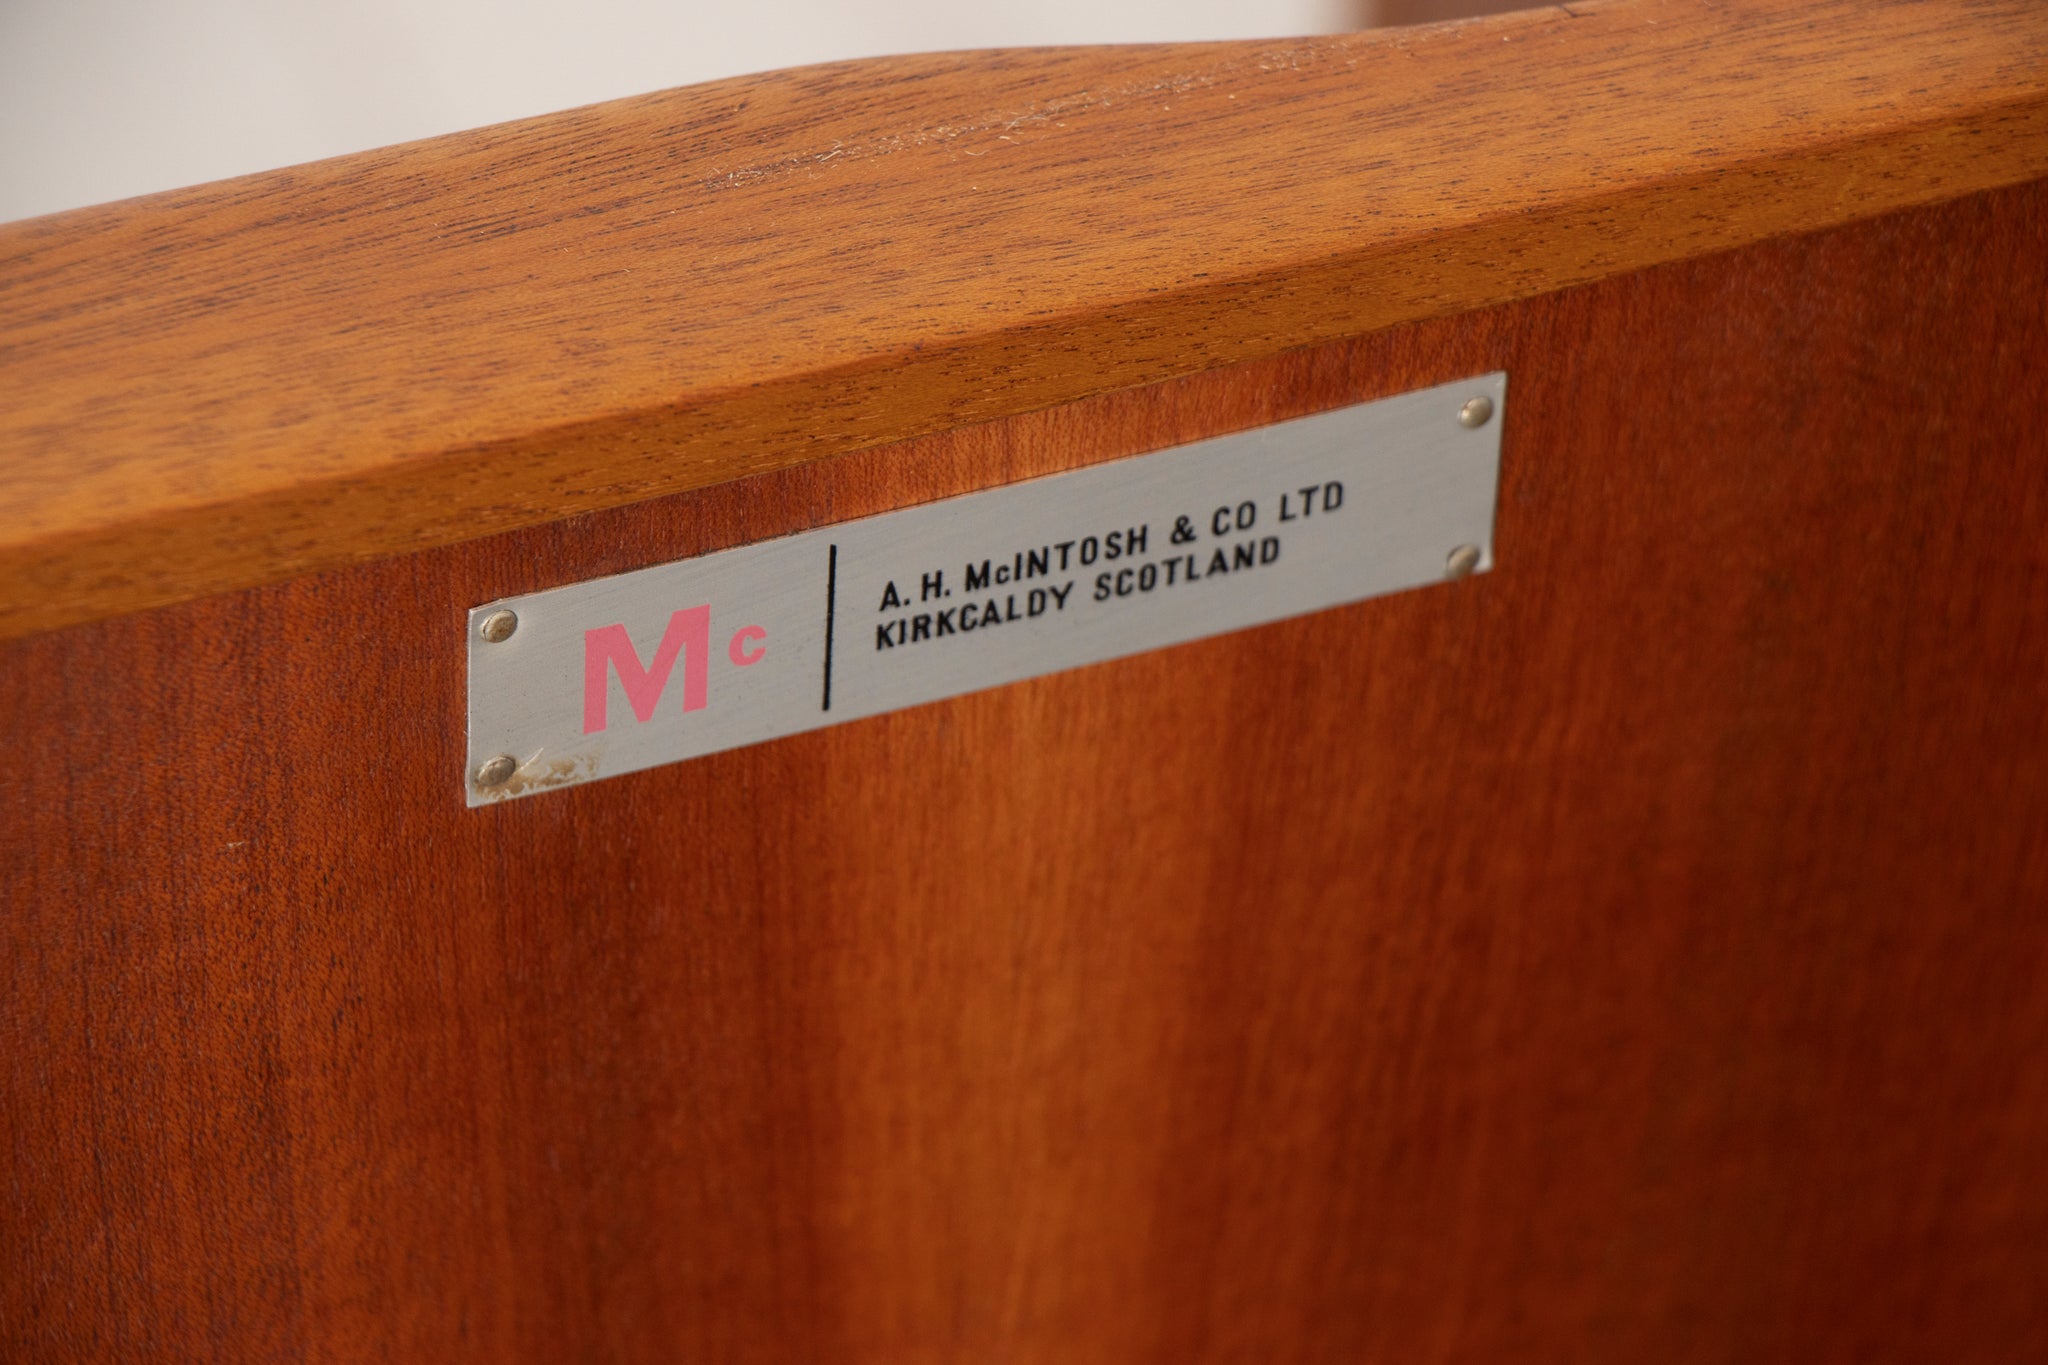 Mc
A. H. McINTOSH & CO LTD
KIRKCALDY SCOTLAND